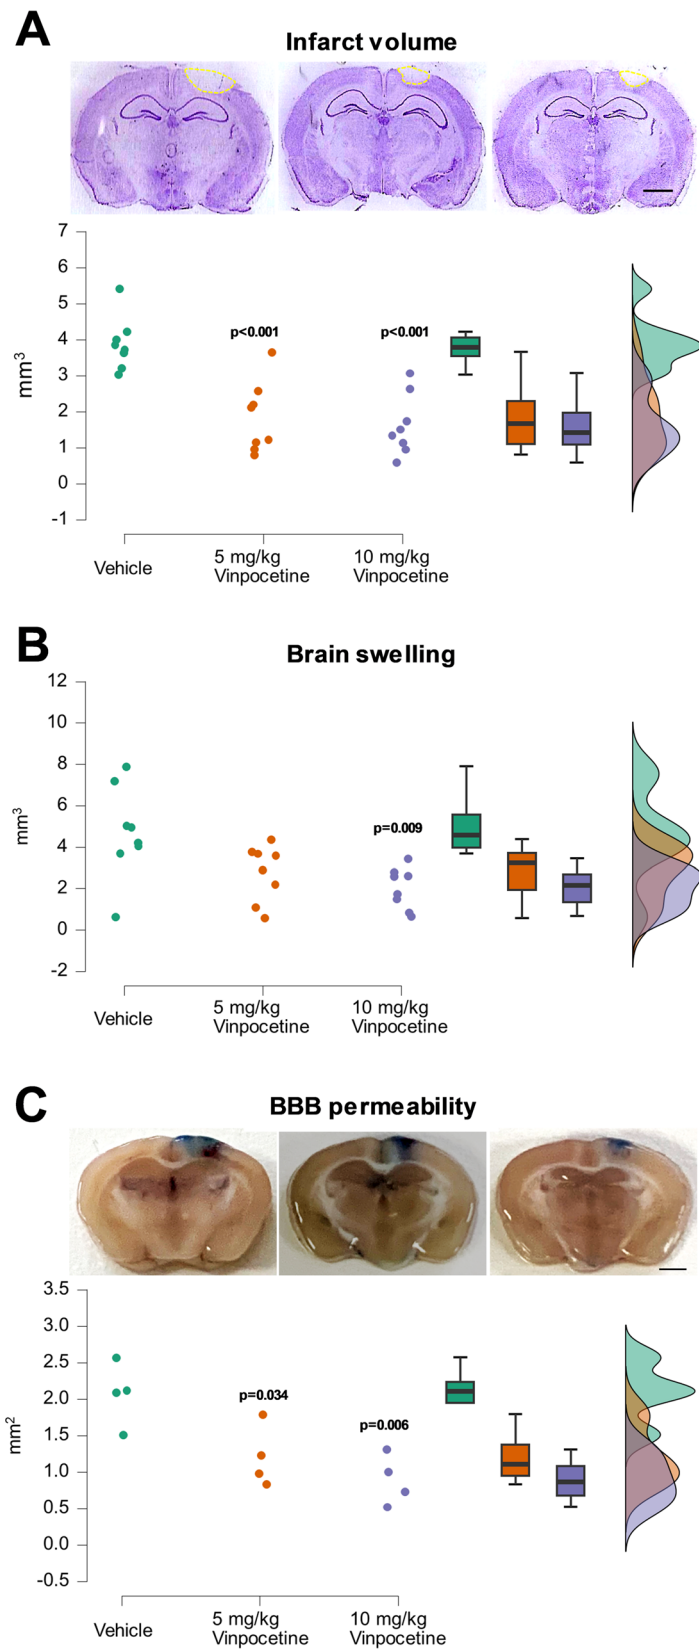 A
Infarct volume
7
6
5
4
3
2
1
0
-1
mm³
p<0.001
p<0.001
Vehicle
5 mg/kg
Vinpocetine
10 mg/kg
Vinpocetine
B
Brain swelling
12
10
8
6
4
2
0
-2
mm³
p=0.009
Vehicle
5 mg/kg
Vinpocetine
10 mg/kg
Vinpocetine
C
BBB permeability
3.5
3.0
2.5
2.0
1.5
1.0
0.5
0.0
-0.5
mm²
p=0.034
p=0.006
Vehicle
5 mg/kg
Vinpocetine
10 mg/kg
Vinpocetine